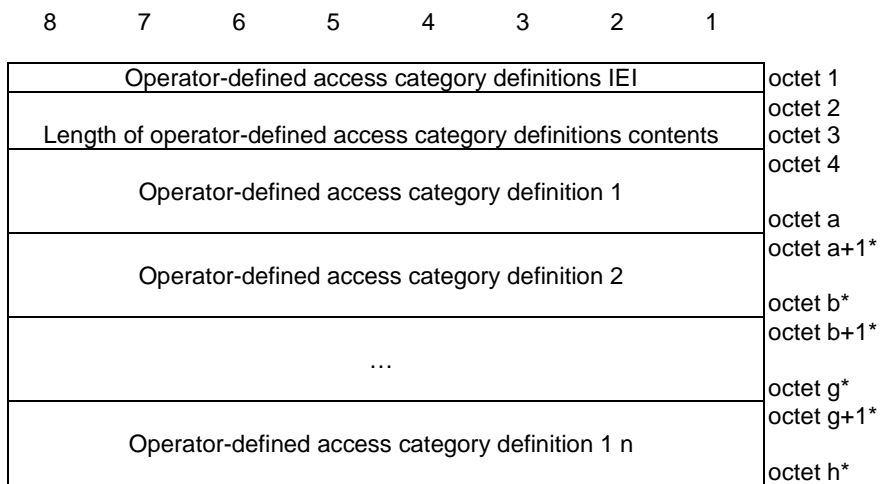 8 7 6 5 4 3 2 1
Operator-defined access category definitions IEI octet 1
octet 2
Length of operator-defined access category definitions contents octet 3
octet 4
Operator-defined access category definition 1
octet a
octet a+1*
Operator-defined access category definition 2
octet b*
octet b+1*
…
octet g*
octet g+1*
Operator-defined access category definition 1 n
octet h*